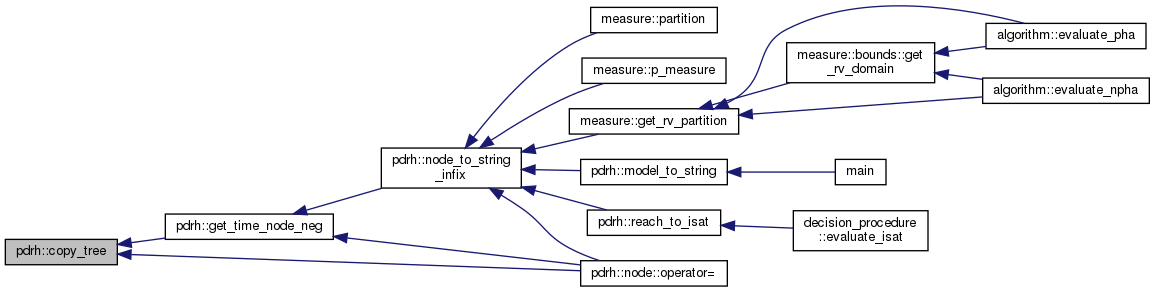 pdrh::copy_tree
pdrh::get_time_node_neg
pdrh::node_to_string
_infix
measure::partition
measure::p_measure
measure::get_rv_partition
pdrh::model_to_string
pdrh::reach_to_isat
pdrh::node::operator=
measure::bounds::get
_rv_domain
main
decision_procedure
::evaluate_isat
algorithm::evaluate_pha
algorithm::evaluate_npha